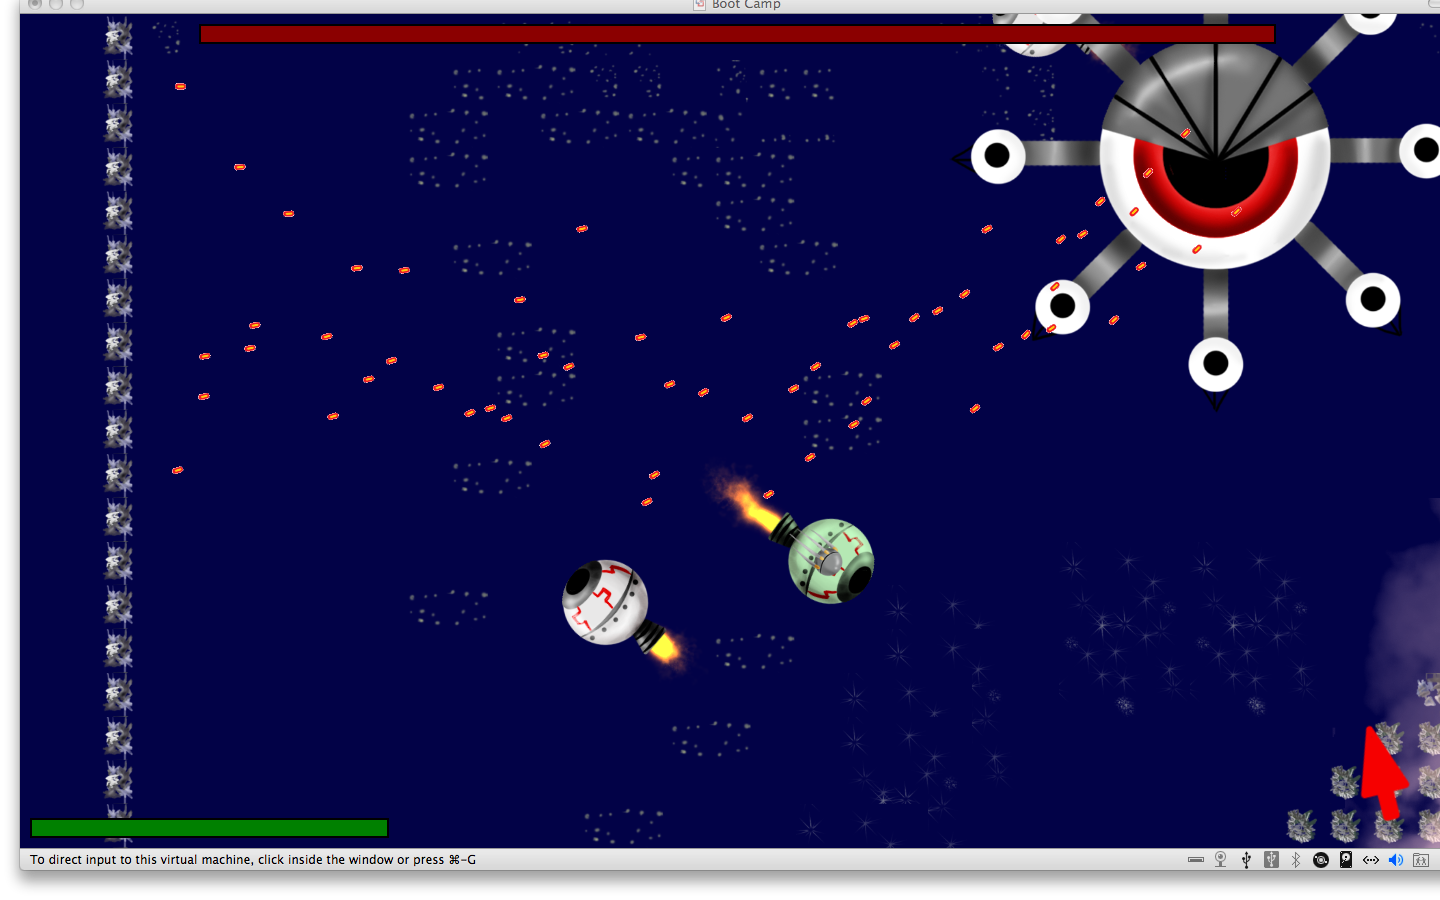 Boot Camp
To direct input to this virtual machine, click inside the window or press ⌘-G